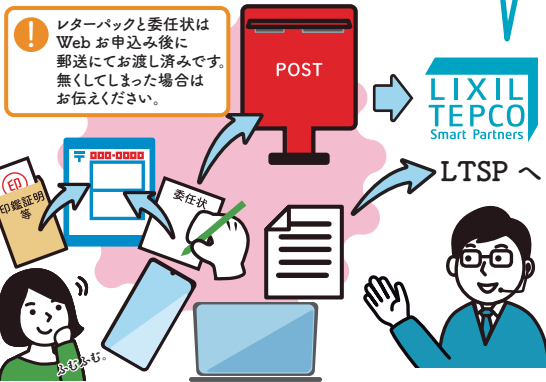 !
レターパックと委任状は
Web お申込み後に
郵送にてお渡し済みです。
無くしてしまった場合は
お伝えください。
POST
LIXIL
TEPCO
Smart Partners
LTSP へ
〒
印
印鑑証明
等
委任状
ふむふむ。